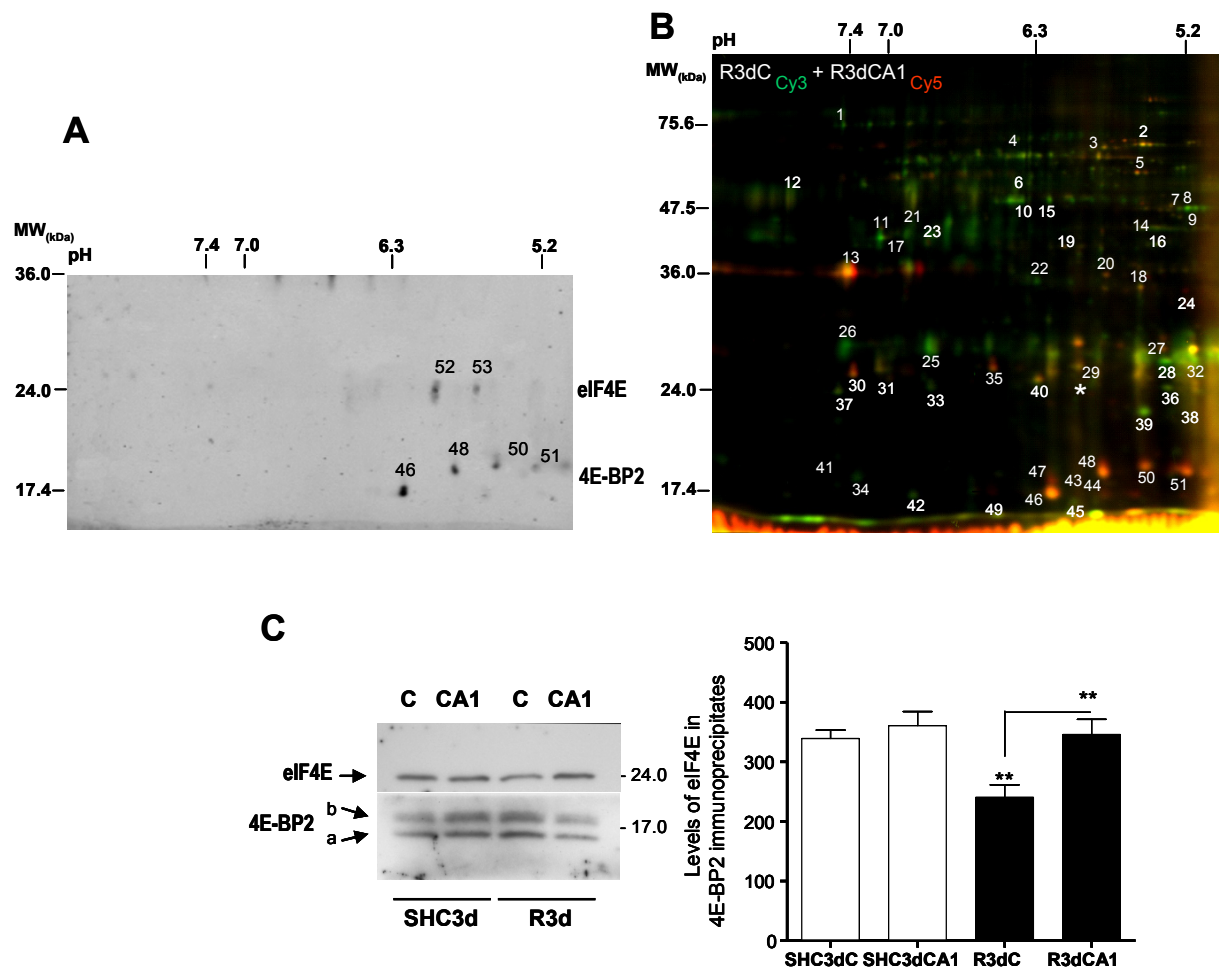 A
MW(kDa)
pH
7.4 7.0 6.3 5.2
36.0
52 53
24.0
eIF4E
46 48 50 51
17.4
4E-BP2
B
pH
7.4 7.0 6.3 5.2
MW(kDa)
R3dC Cy3 + R3dCA1 Cy5
1
75.6
2
4 3
5
12 6
7 8
47.5
10 15
9
11 21
14
23
17 19 16
13
20
36.0
22
18
24
26
27
25
28
29 32
35
30 31
24.0
40 *
37 33
36
39 38
41
47 48
43 44
50 51
34
17.4
46
42 49 45
C
C CA1 C CA1
eIF4E
24.0
b
4E-BP2
17.0
a
SHC3d R3d
Levels of eIF4E in
4E-BP2 immunoprecipitates
500
400
300
200
100
0
**
**
SHC3dC SHC3dCA1 R3dC R3dCA1